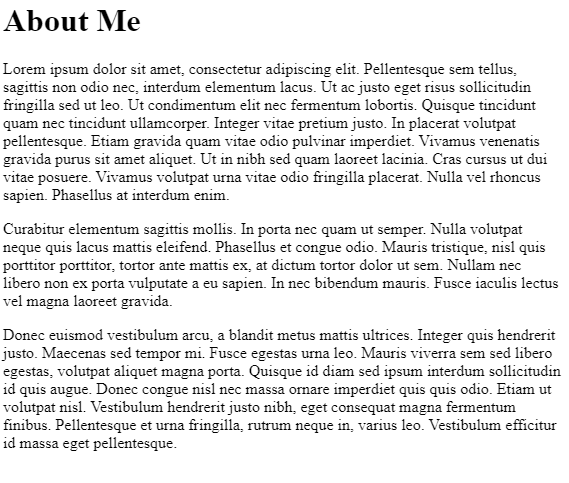 About Me
Lorem ipsum dolor sit amet, consectetur adipiscing elit. Pellentesque sem tellus,
sagittis non odio nec, interdum elementum lacus. Ut ac justo eget risus sollicitudin
fringilla sed ut leo. Ut condimentum elit nec fermentum lobortis. Quisque tincidunt
quam nec tincidunt ullamcorper. Integer vitae pretium justo. In placerat volutpat
pellentesque. Etiam gravida quam vitae odio pulvinar imperdiet. Vivamus venenatis
gravida purus sit amet aliquet. Ut in nibh sed quam laoreet lacinia. Cras cursus ut dui
vitae posuere. Vivamus volutpat urna vitae odio fringilla placerat. Nulla vel rhoncus
sapien. Phasellus at interdum enim.
Curabitur elementum sagittis mollis. In porta nec quam ut semper. Nulla volutpat
neque quis lacus mattis eleifend. Phasellus et congue odio. Mauris tristique, nisl quis
porttitor porttitor, tortor ante mattis ex, at dictum tortor dolor ut sem. Nullam nec
libero non ex porta vulputate a eu sapien. In nec bibendum mauris. Fusce iaculis lectus
vel magna laoreet gravida.
Donec euismod vestibulum arcu, a blandit metus mattis ultrices. Integer quis hendrerit
justo. Maecenas sed tempor mi. Fusce egestas urna leo. Mauris viverra sem sed libero
egestas, volutpat aliquet magna porta. Quisque id diam sed ipsum interdum sollicitudin
id quis augue. Donec congue nisl nec massa ornare imperdiet quis quis odio. Etiam ut
volutpat nisl. Vestibulum hendrerit justo nibh, eget consequat magna fermentum
finibus. Pellentesque et urna fringilla, rutrum neque in, varius leo. Vestibulum efficitur
id massa eget pellentesque.